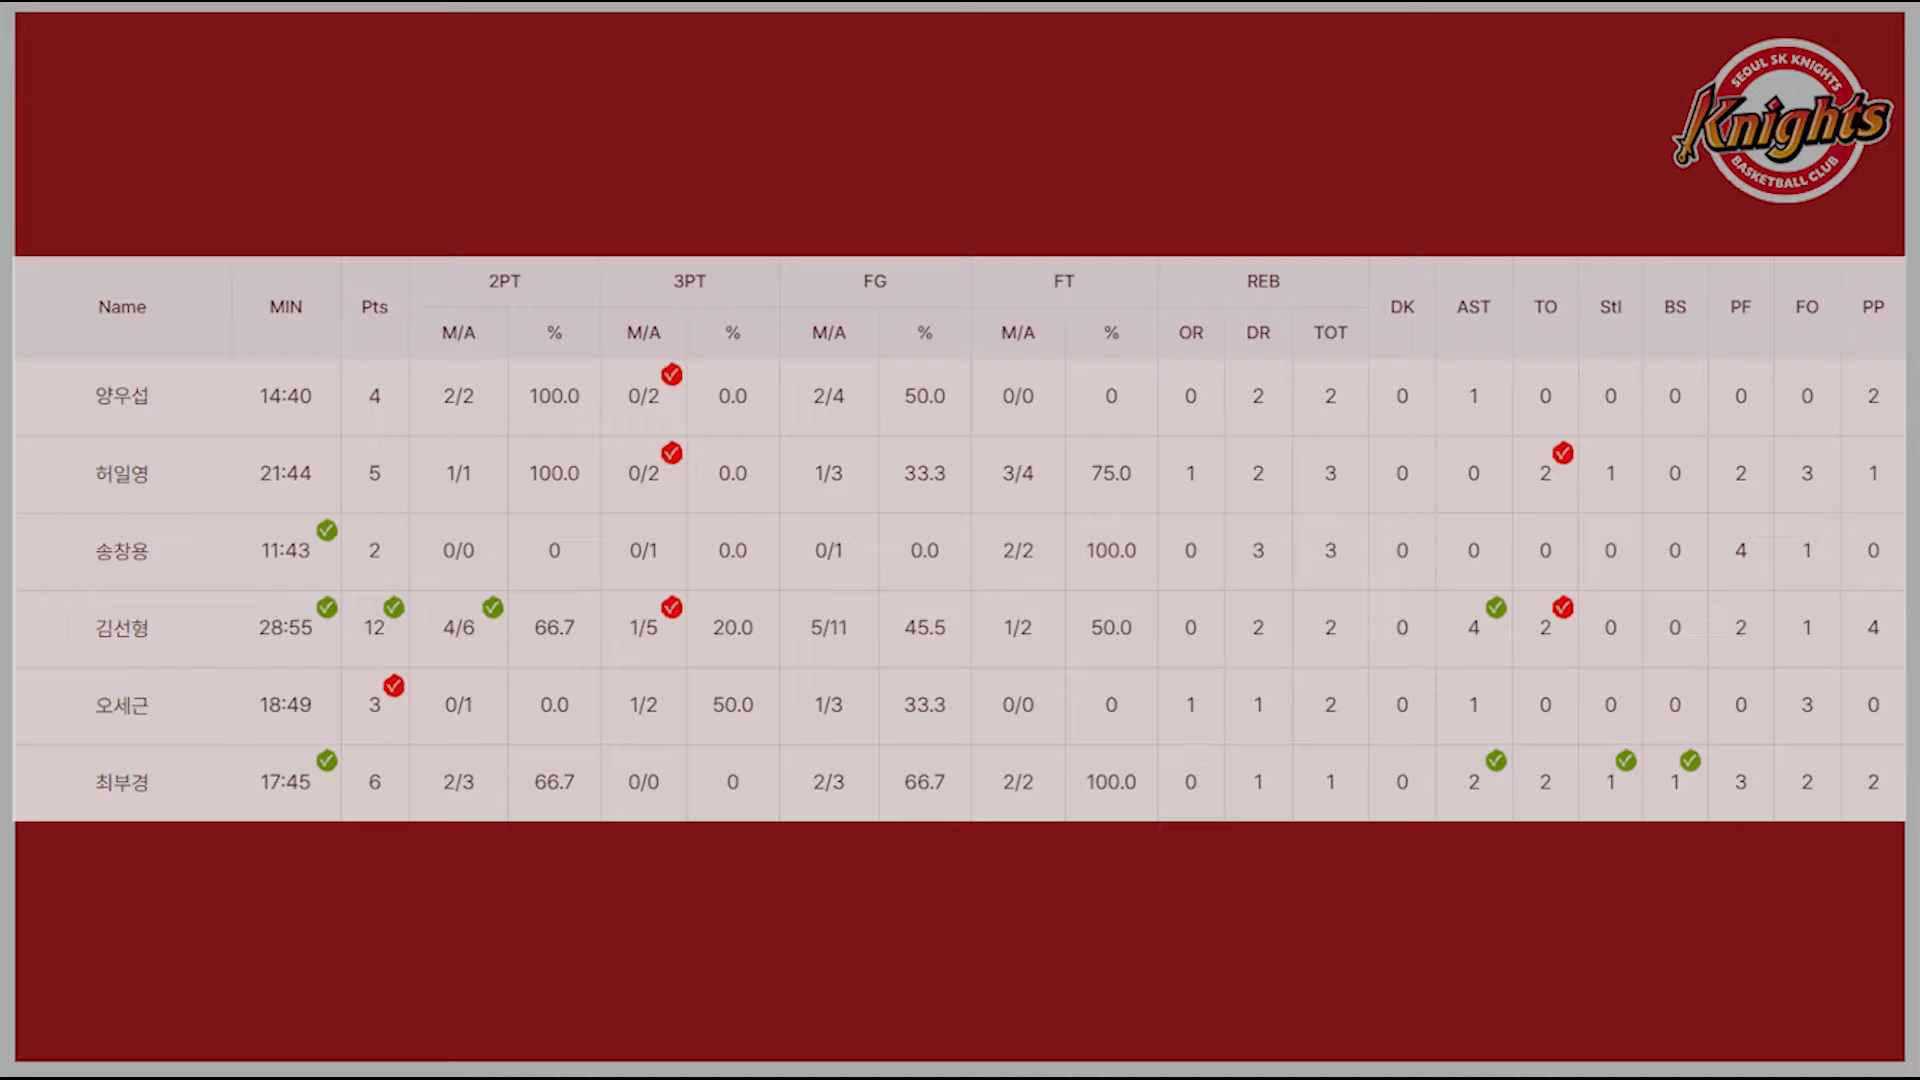 SEOUL SK KNIGHTS
Knights
BASKETBALL CLUB
Name MIN Pts 2PT 3PT FG FT REB DK AST TO Stl BS PF FO PP
M/A % M/A % M/A % M/A % OR DR TOT
양우섭 14:40 4 2/2 100.0 0/2 0.0 2/4 50.0 0/0 0 0 2 2 0 1 0 0 0 0 0 2
허일영 21:44 5 1/1 100.0 0/2 0.0 1/3 33.3 3/4 75.0 1 2 3 0 0 2 1 0 2 3 1
송창용 11:43 2 0/0 0 0/1 0.0 0/1 0.0 2/2 100.0 0 3 3 0 0 0 0 0 4 1 0
김선형 28:55 12 4/6 66.7 1/5 20.0 5/11 45.5 1/2 50.0 0 2 2 0 4 2 0 0 2 1 4
오세근 18:49 3 0/1 0.0 1/2 50.0 1/3 33.3 0/0 0 1 1 2 0 1 0 0 0 0 3 0
최부경 17:45 6 2/3 66.7 0/0 0 2/3 66.7 2/2 100.0 0 1 1 0 2 2 1 1 3 2 2